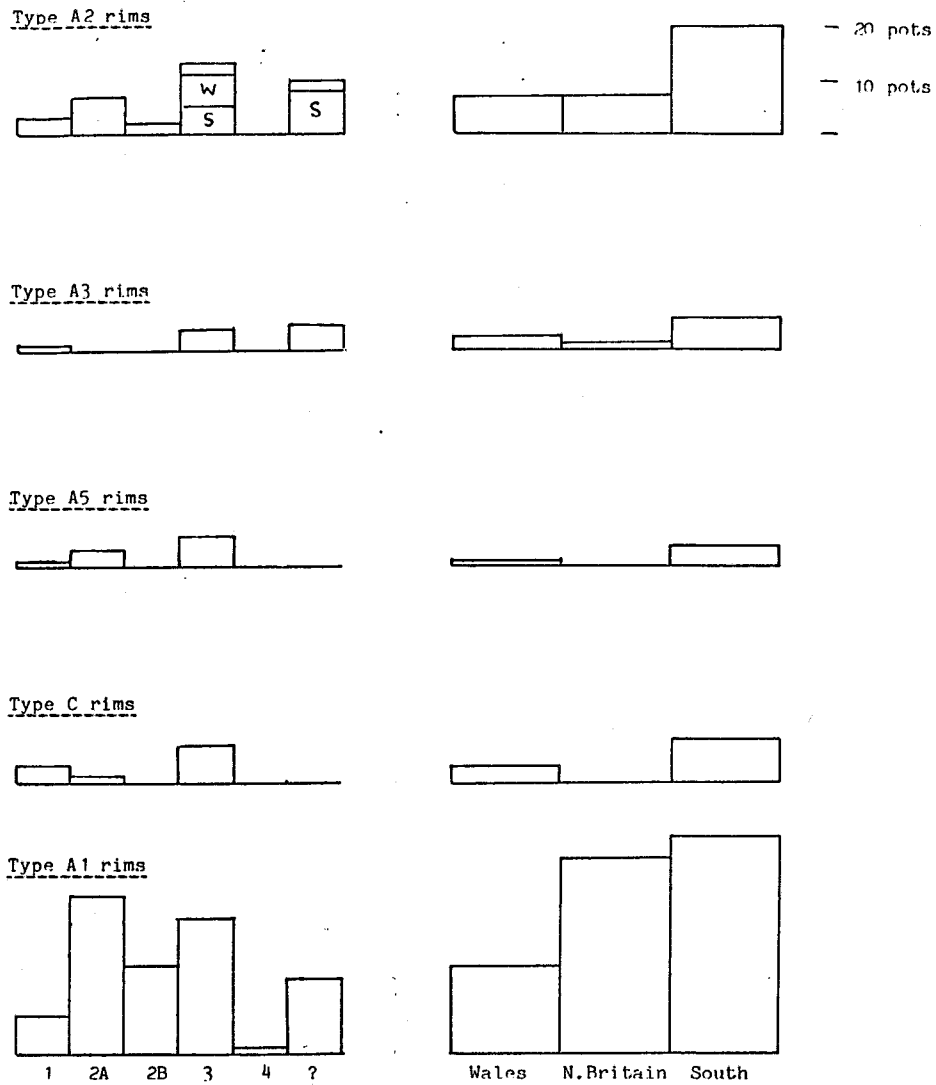 Type A2 rims
20 pots
10 pots
W
S
S
Type A3 rims
Type A5 rims
Type C rims
Type A1 rims
1 2A 2B 3 4 ? Wales N.Britain South